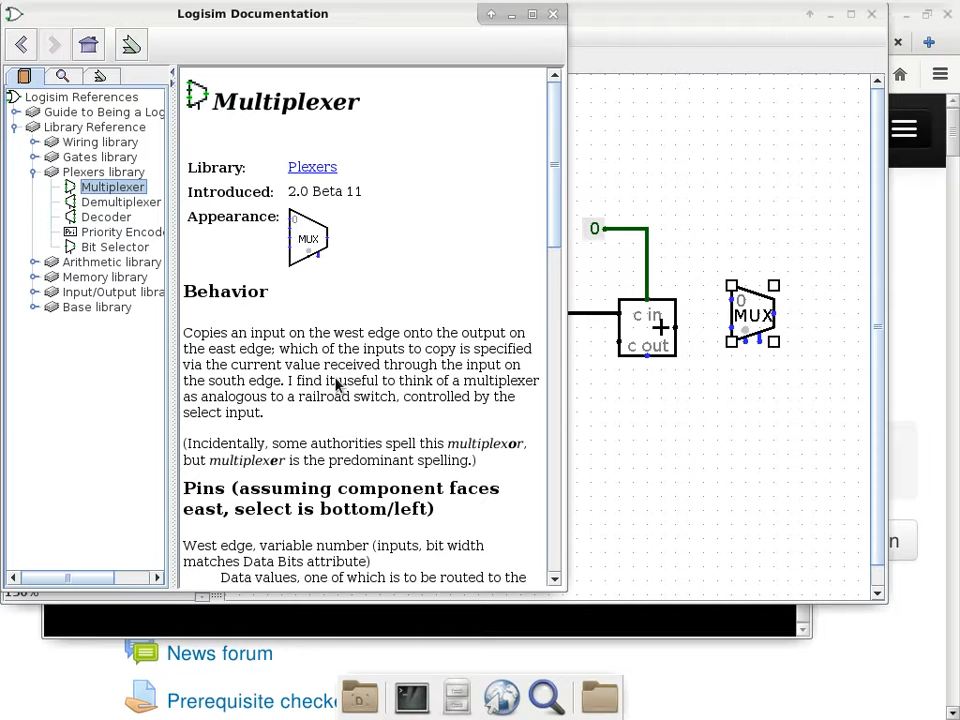 Logisim Documentation
Logisim References
Guide to Being a Log
Library Reference
Wiring library
Gates library
Plexers library
Multiplexer
Demultiplexer
Decoder
Priority Encod
Bit Selector
Arithmetic library
Memory library
Input/Output libra
Base library
Multiplexer
Library: Plexers
Introduced: 2.0 Beta 11
Appearance:
0
MUX
Behavior
Copies an input on the west edge onto the output on
the east edge; which of the inputs to copy is specified
via the current value received through the input on
the south edge. I find it useful to think of a multiplexer
as analogous to a railroad switch, controlled by the
select input.
(Incidentally, some authorities spell this multiplexor,
but multiplexer is the predominant spelling.)
Pins (assuming component faces
east, select is bottom/left)
West edge, variable number (inputs, bit width
matches Data Bits attribute)
Data values, one of which is to be routed to the
0
c in
+
c out
0
MUX
n
News forum
Prerequisite checke